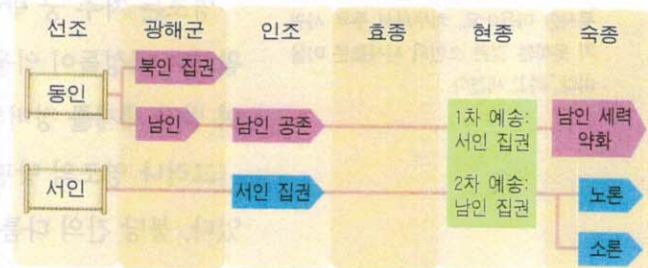 선조 광해군 인조 효종 현종 숙종
동인
북인 집권
남인
남인 공존
1차 예송:
서인 집권
2차 예송:
남인 집권
남인 세력
약화
서인
서인 집권
노론
소론